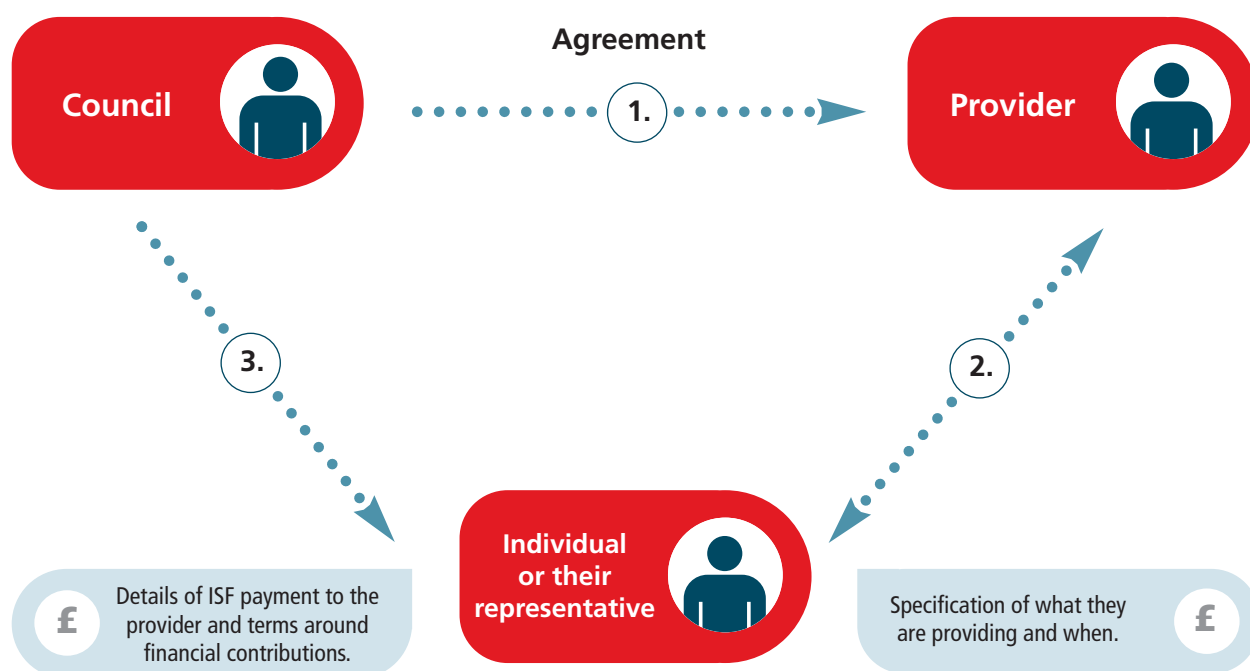 Agreement
Council
1.
Provider
3.
2.
Individual
or their
representative
£
Details of ISF payment to the
provider and terms around
financial contributions.
Specification of what they
are providing and when.
£